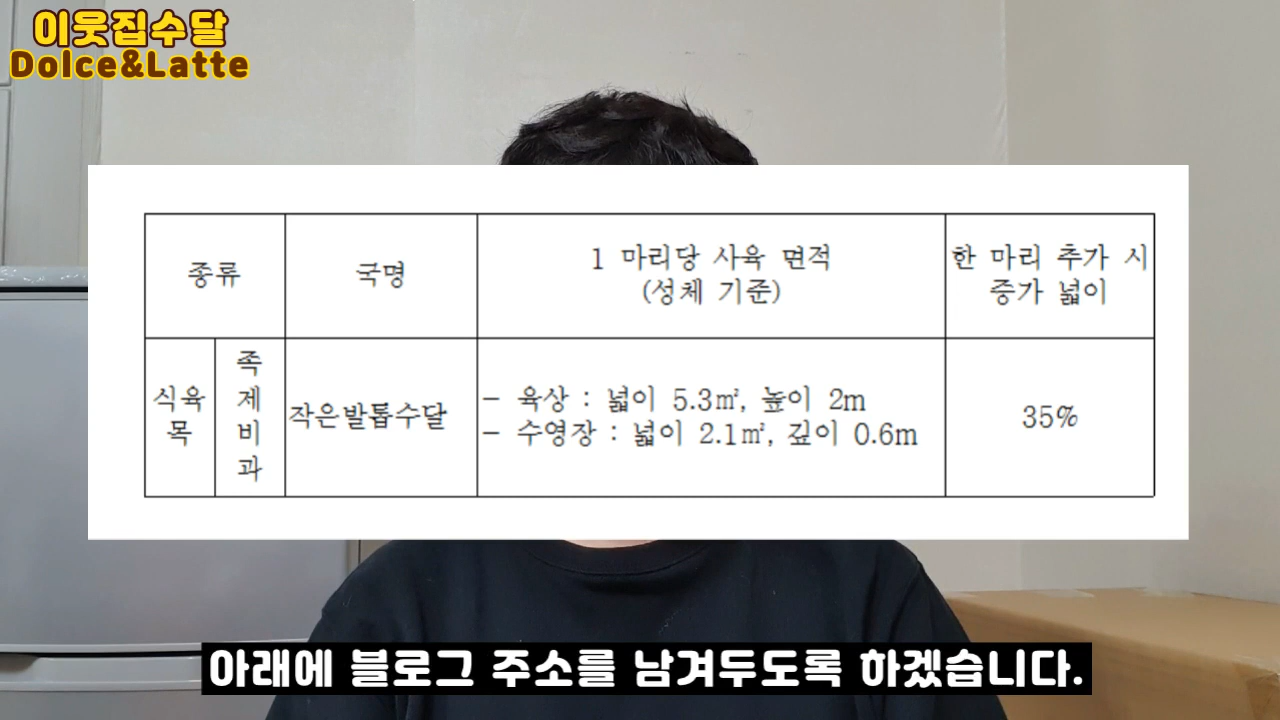 이웃집수달
Dolce&Latte
종류
국명
1 마리당 사육 면적
(성체 기준)
한 마리 추가 시
증가 넓이
식육
목
족
제
비
과
작은발톱수달
- 육상 : 넓이 5.3㎡, 높이 2m
- 수영장 : 넓이 2.1㎡, 깊이 0.6m
35%
아래에 블로그 주소를 남겨두도록 하겠습니다.